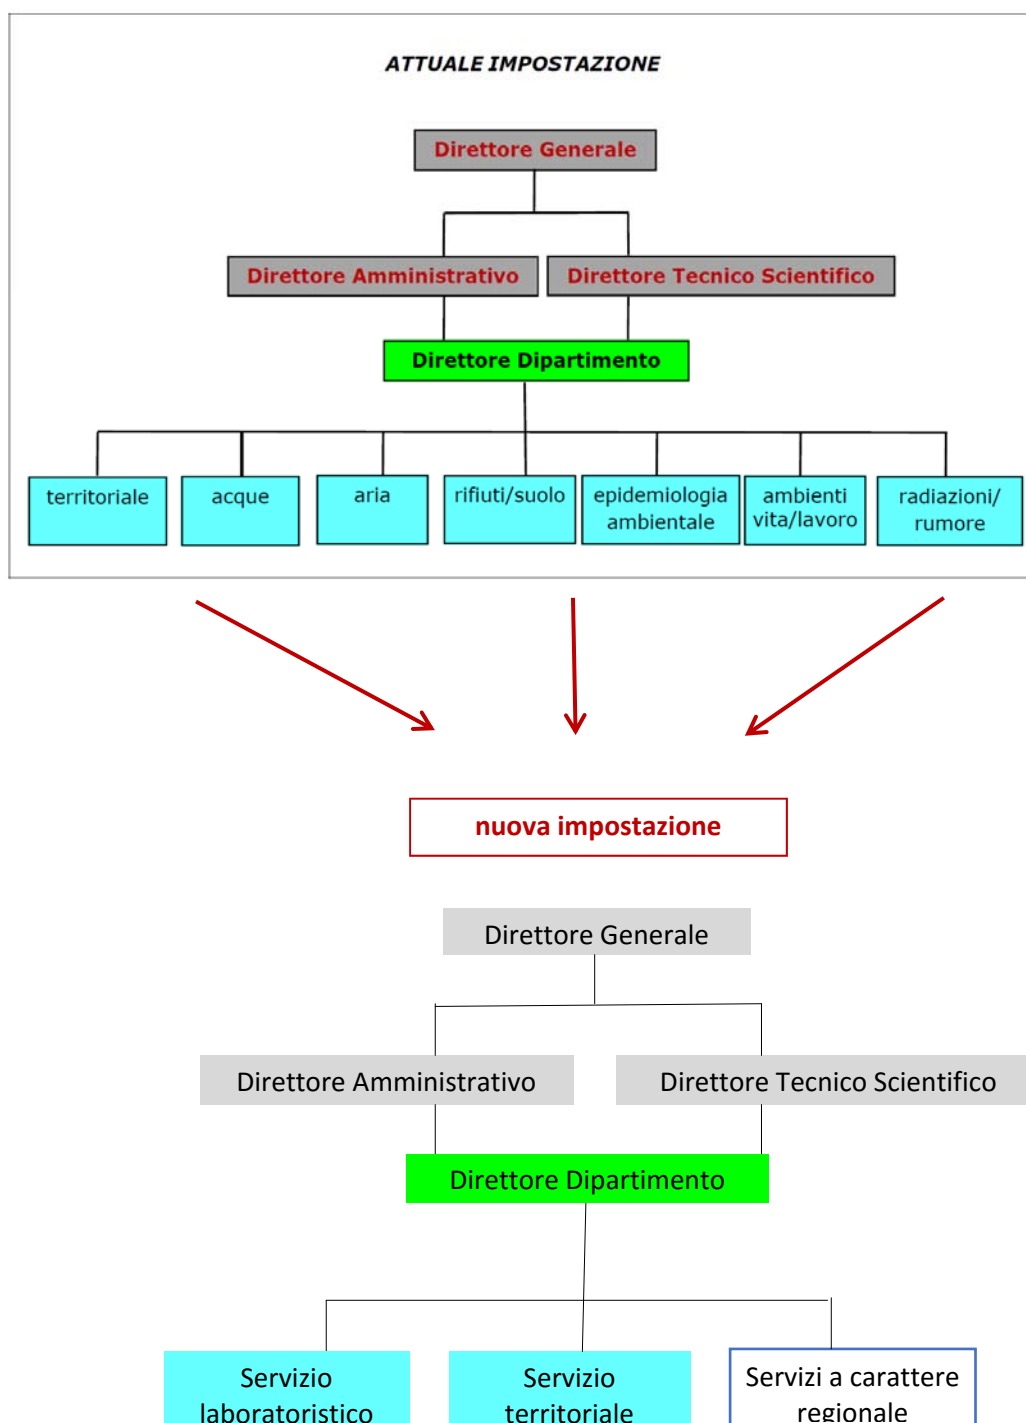 ATTUALE IMPOSTAZIONE
Direttore Generale
Direttore Amministrativo
Direttore Tecnico Scientifico
Direttore Dipartimento
territoriale
acque
aria
rifiuti/suolo
epidemiologia
ambientale
ambienti
vita/lavoro
radiazioni/
rumore
nuova impostazione
Direttore Generale
Direttore Amministrativo
Direttore Tecnico Scientifico
Direttore Dipartimento
Servizio
laboratoristico
Servizio
territoriale
Servizi a carattere
regionale